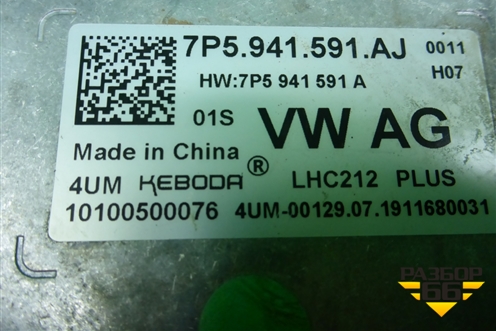 7P5.941.591.AJ 0011
HW:7P5 941 591 A H07
01S VW AG
Made in China
4UM KEBODA® LHC212 PLUS
10100500076 4UM-00129.07.1911680031
РАЗБОР
66